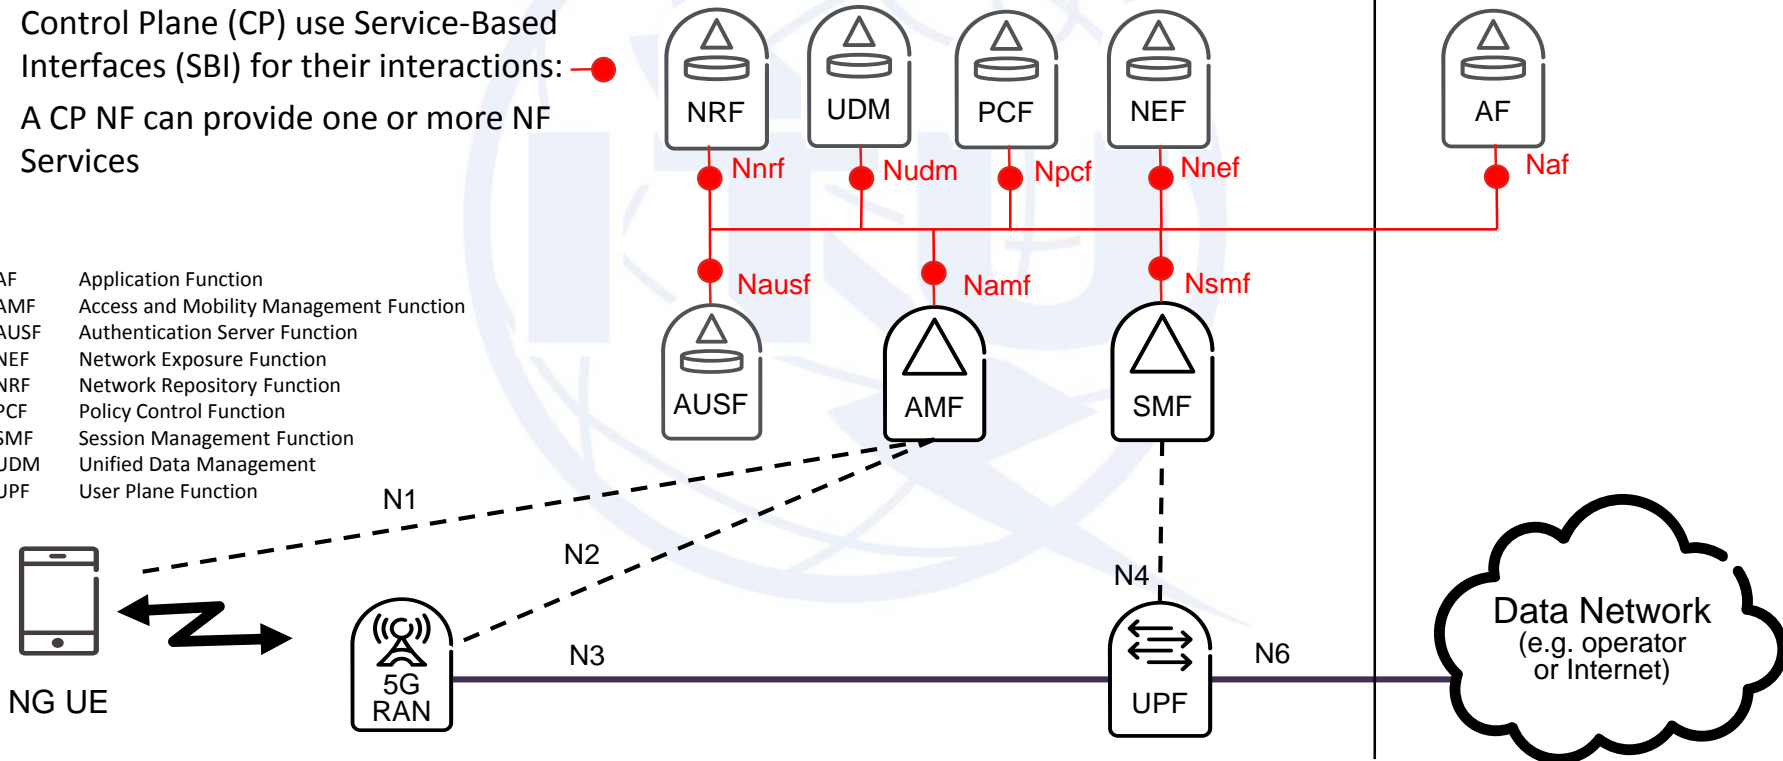 Control Plane (CP) use Service-Based
Interfaces (SBI) for their interactions:
A CP NF can provide one or more NF
Services
NRF
UDM
PCF
NEF
AF
Nnrf
Nudm
Npcf
Nnef
Naf
Nausf
Namf
Nsmf
AUSF
AMF
SMF
AF Application Function
AMF Access and Mobility Management Function
AUSF Authentication Server Function
NEF Network Exposure Function
NRF Network Repository Function
PCF Policy Control Function
SMF Session Management Function
UDM Unified Data Management
UPF User Plane Function
N1
N2
N4
N3
N6
NG UE
5G
RAN
UPF
Data Network
(e.g. operator
or Internet)
ITU